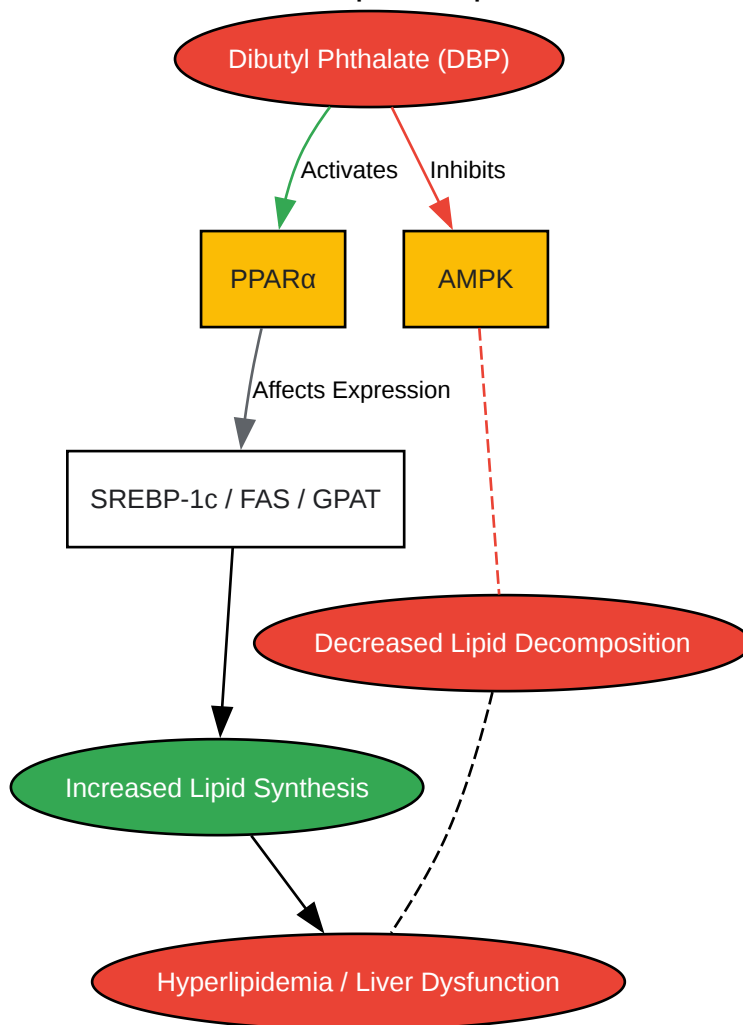 Dibutyl Phthalate (DBP)
Activates
Inhibits
PPARα
AMPK
Affects Expression
SREBP-1c / FAS / GPAT
Decreased Lipid Decomposition
Increased Lipid Synthesis
Hyperlipidemia / Liver Dysfunction